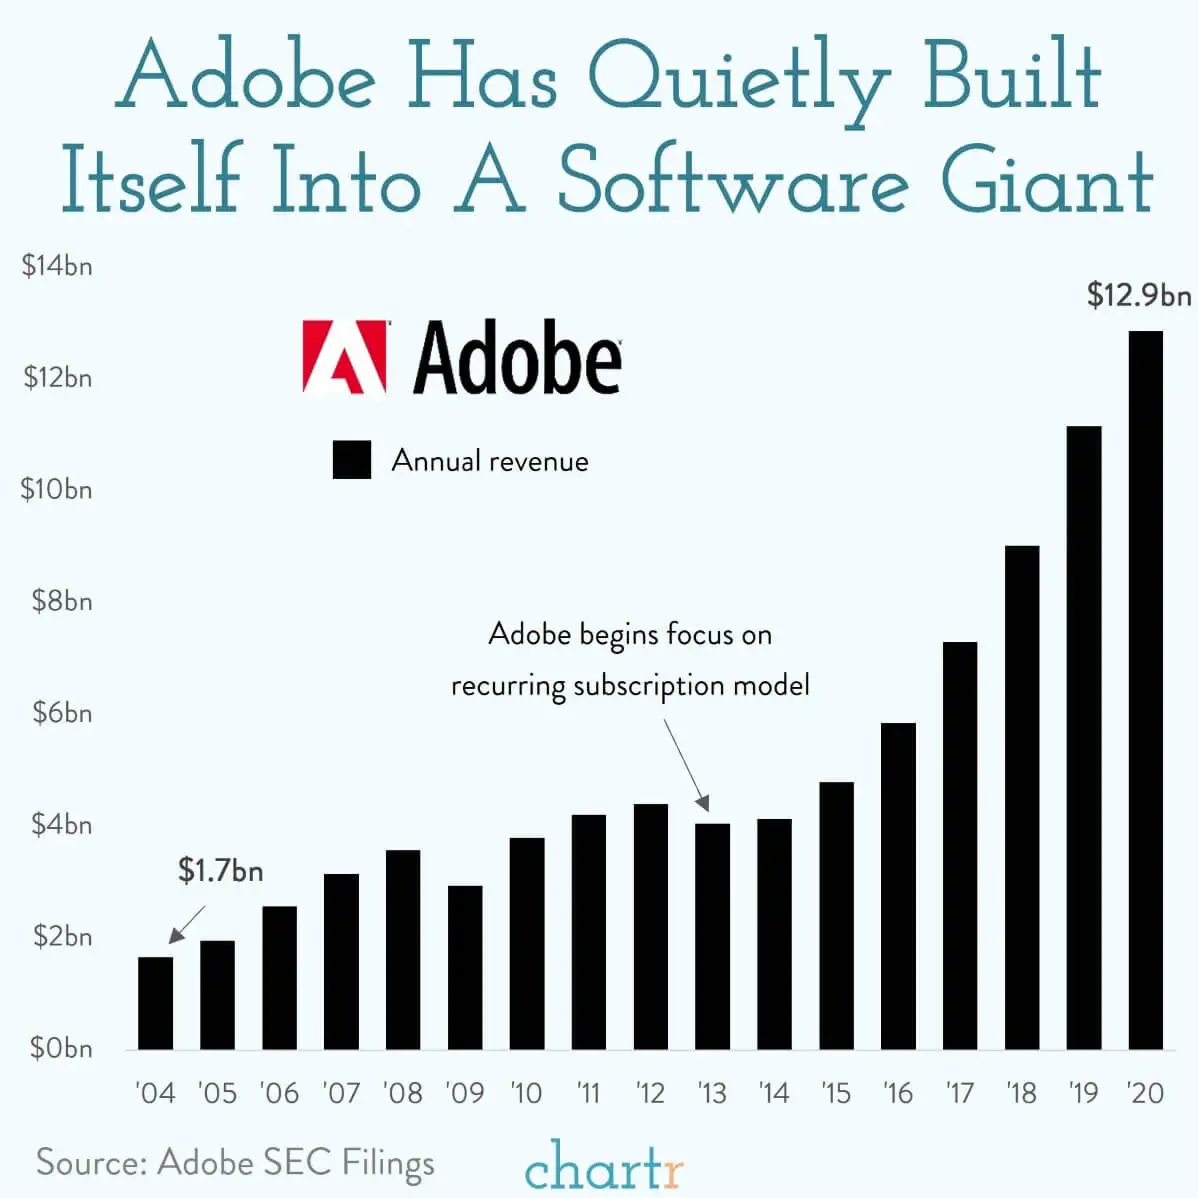 Adobe Has Quietly Built
Itself Into A Software Giant
$14bn
$12.9bn
Adobe
$12bn
Annual revenue
$10bn
$8bn
Adobe begins focus on
recurring subscription model
$6bn
$4bn
$1.7bn
$2bn
$0bn
'04 '05 '06 '07 '08 '09 '10 '11 '12 '13 '14 '15 '16 '17 '18 '19 '20
Source: Adobe SEC Filings
chartr